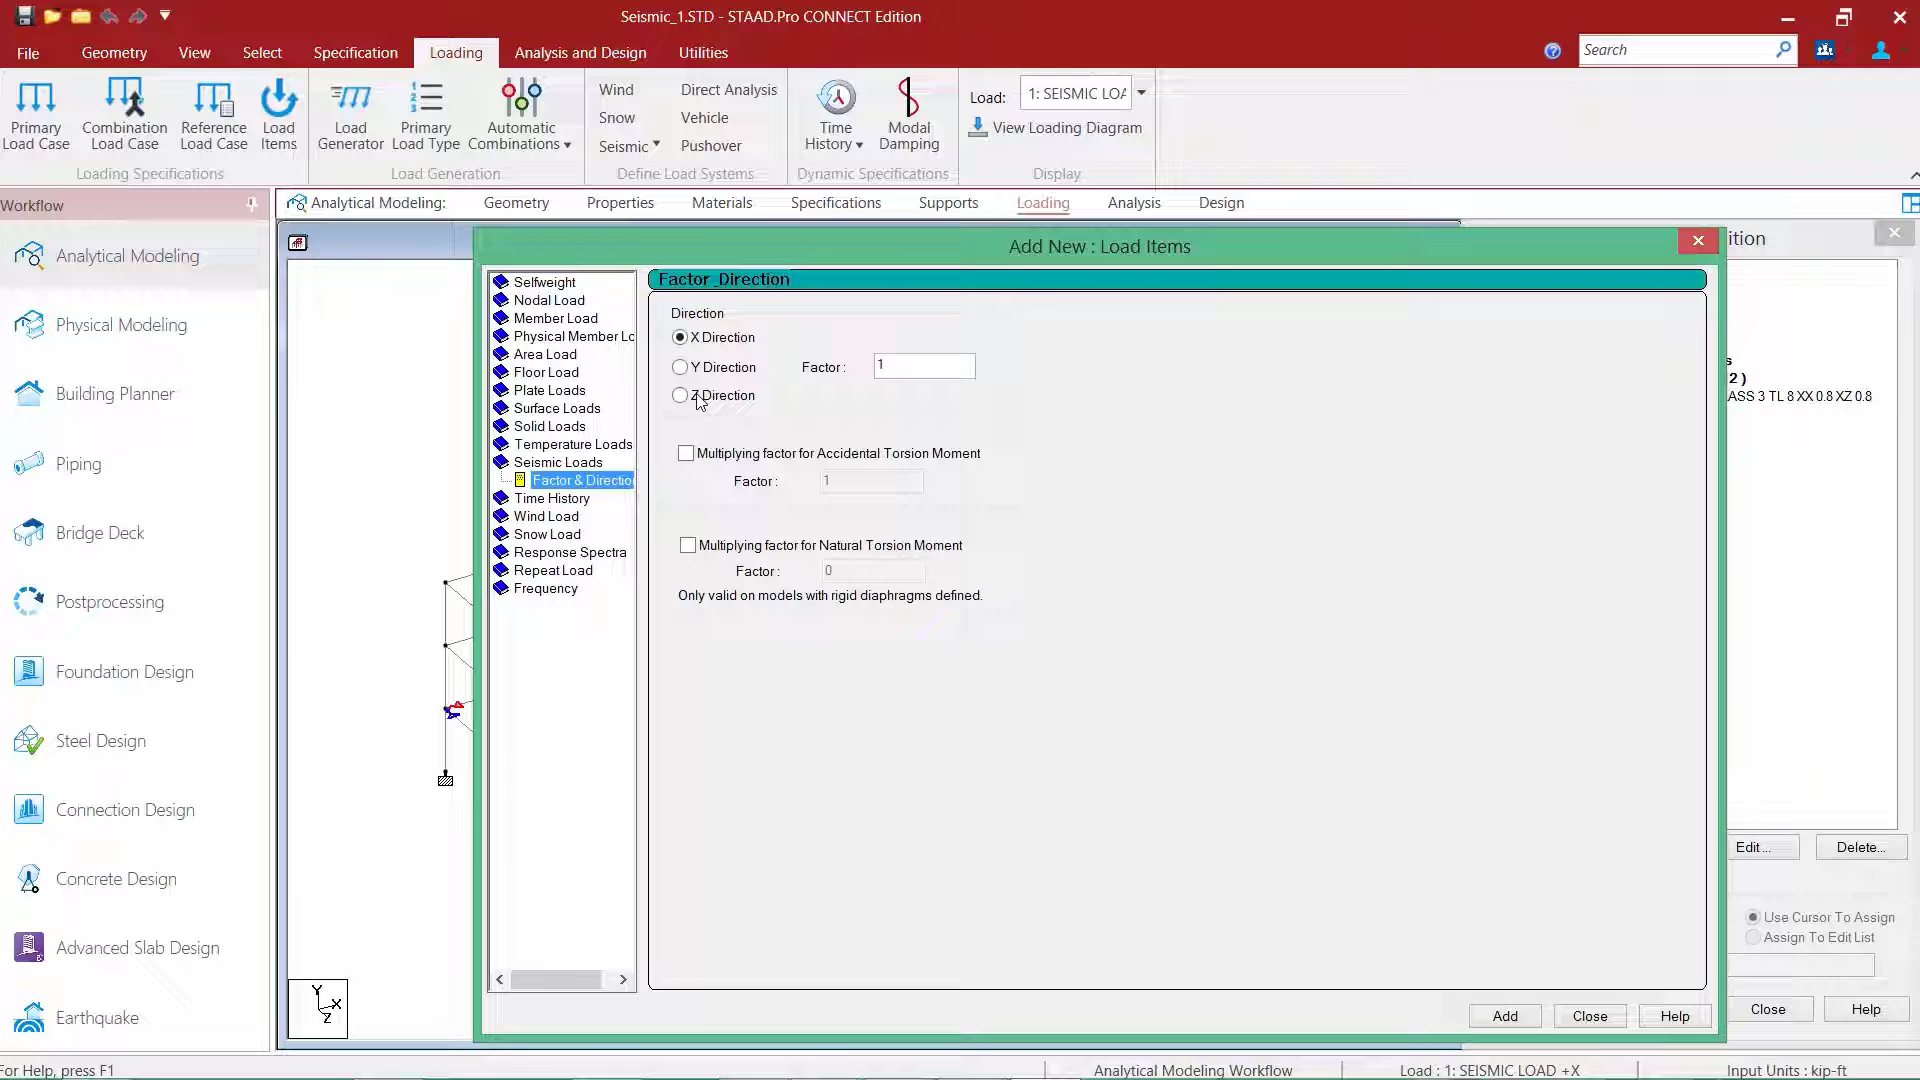 Seismic_1.STD - STAAD.Pro CONNECT Edition
File Geometry View Select Specification Loading Analysis and Design Utilities Search
Primary Load Case
Combination Load Case
Reference Load Case
Load Items
Loading Specifications
Load Generator
Primary Load Type
Automatic Combinations
Load Generation
Wind Direct Analysis
Snow Vehicle
Seismic Pushover
Define Load Systems
Time History
Modal Damping
Dynamic Specifications
Load: 1: SEISMIC LOA
View Loading Diagram
Display
Workflow
Analytical Modeling: Geometry Properties Materials Specifications Supports Loading Analysis Design
Analytical Modeling
Physical Modeling
Building Planner
Piping
Bridge Deck
Postprocessing
Foundation Design
Steel Design
Connection Design
Concrete Design
Advanced Slab Design
Earthquake
Add New : Load Items
Selfweight
Nodal Load
Member Load
Physical Member Lo
Area Load
Floor Load
Plate Loads
Surface Loads
Solid Loads
Temperature Loads
Seismic Loads
Factor & Directio
Time History
Wind Load
Snow Load
Response Spectra
Repeat Load
Frequency
Factor _Direction
Direction
X Direction
Y Direction Factor : 1
Z Direction
Multiplying factor for Accidental Torsion Moment
Factor : 1
Multiplying factor for Natural Torsion Moment
Factor : 0
Only valid on models with rigid diaphragms defined.
Add Close Help
ition
s
2 )
ASS 3 TL 8 XX 0.8 XZ 0.8
Edit... Delete...
Use Cursor To Assign
Assign To Edit List
Close Help
Y
X
Z
For Help, press F1 Analytical Modeling Workflow Load : 1: SEISMIC LOAD +X Input Units : kip-ft